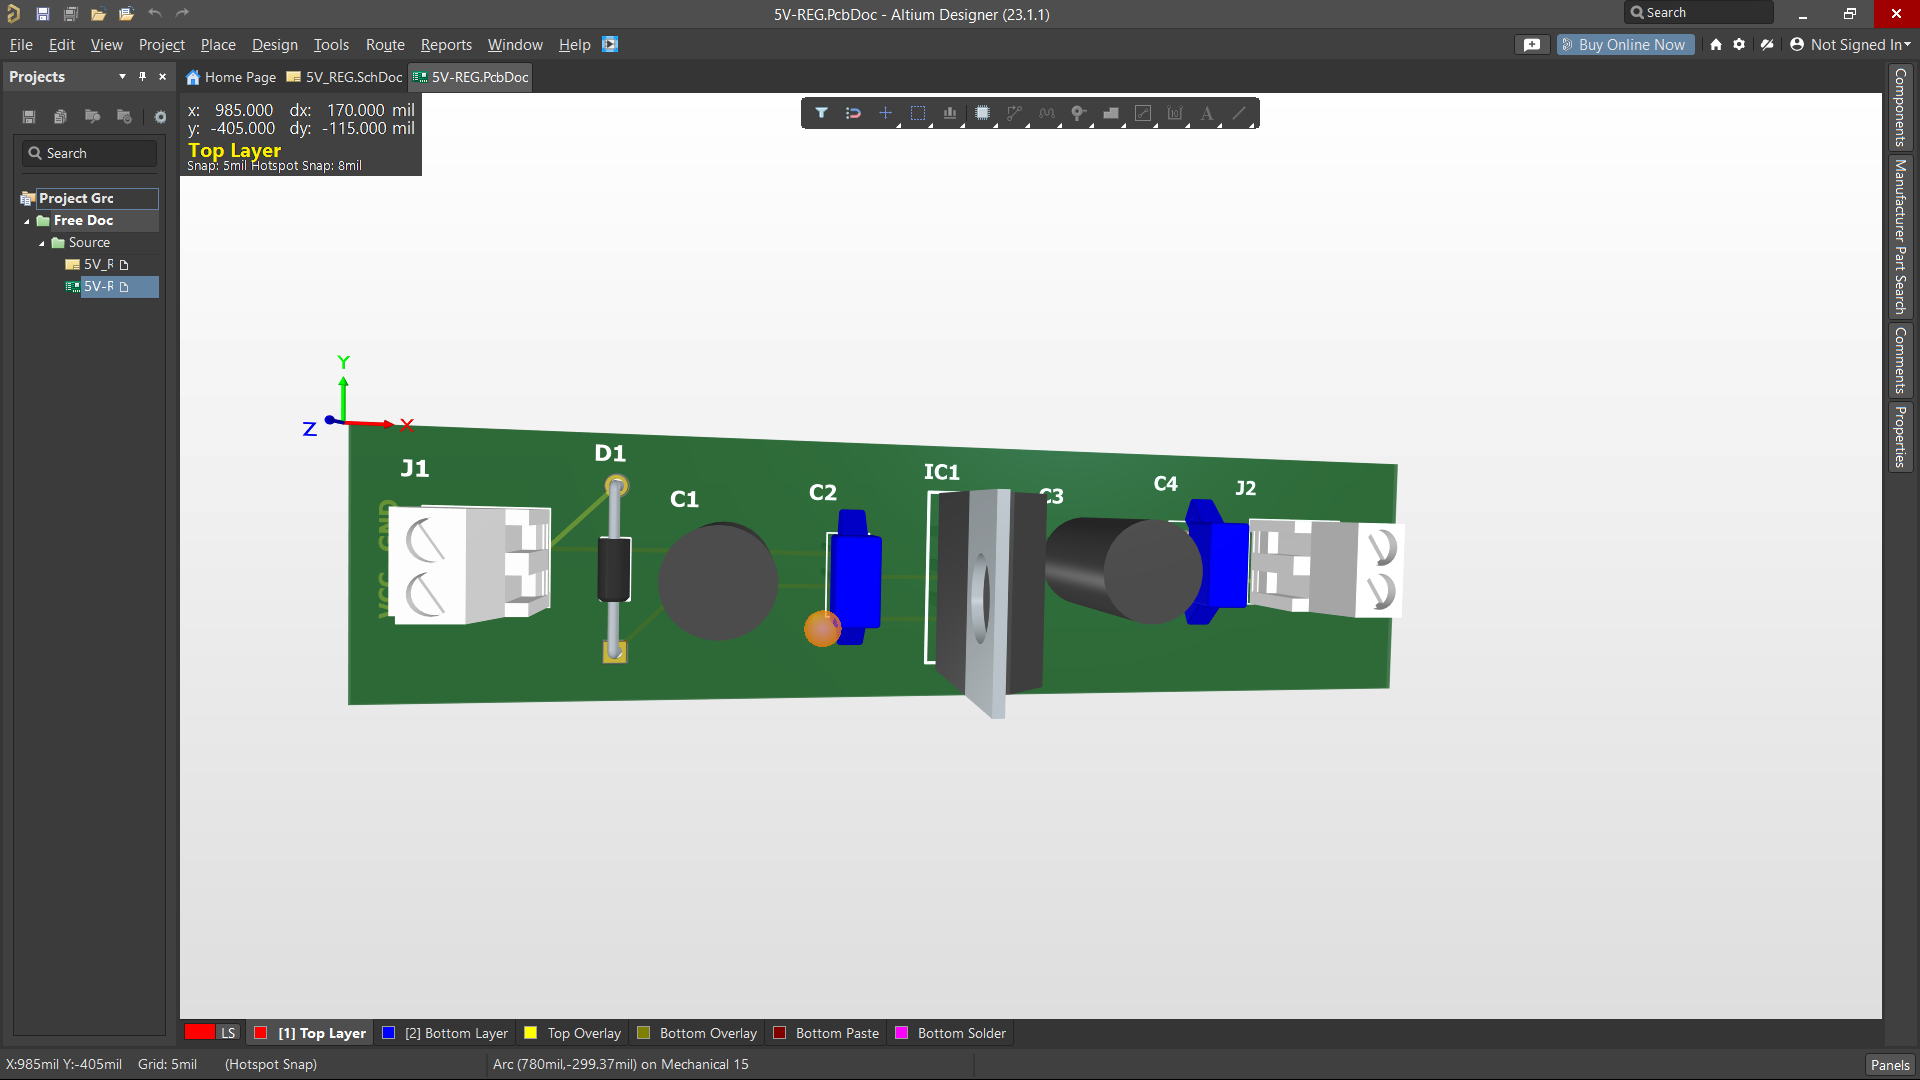 5V-REG.PcbDoc - Altium Designer (23.1.1)
Search
File Edit View Project Place Design Tools Route Reports Window Help
Buy Online Now
Not Signed In
Projects
Home Page
5V_REG.SchDoc
5V-REG.PcbDoc
Search
Project Grc
Free Doc
Source
5V_R
5V-R
x: 985.000 dx: 170.000 mil
y: -405.000 dy: -115.000 mil
Top Layer
Snap: 5mil Hotspot Snap: 8mil
Components
Manufacturer Part Search
Comments
Properties
Y
Z
X
J1
D1
C1
C2
IC1
C3
C4
J2
GND
VCC
LS
[1] Top Layer
[2] Bottom Layer
Top Overlay
Bottom Overlay
Bottom Paste
Bottom Solder
X:985mil Y:-405mil Grid: 5mil (Hotspot Snap)
Arc (780mil,-299.37mil) on Mechanical 15
Panels